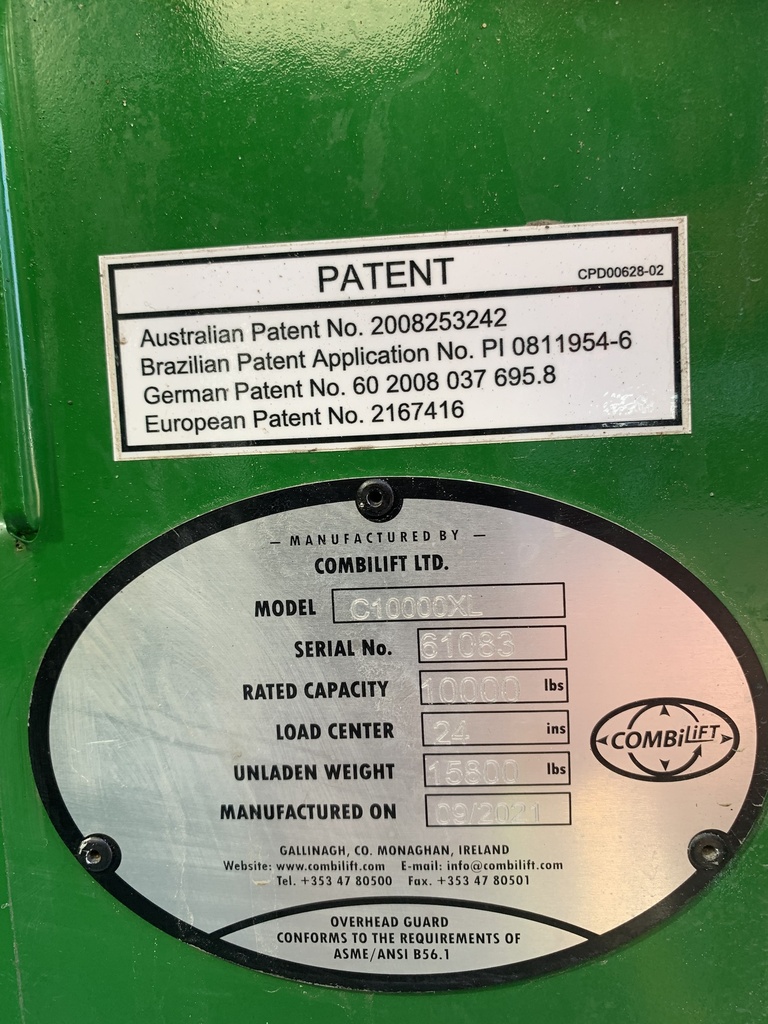 PATENT
CPD00628-02
Australian Patent No. 2008253242
Brazilian Patent Application No. PI 0811954-6
German Patent No. 60 2008 037 695.8
European Patent No. 2167416
— MANUFACTURED BY —
COMBILIFT LTD.
MODEL C10000XL
SERIAL No. 61083
RATED CAPACITY 10000 lbs
LOAD CENTER 24 ins
UNLADEN WEIGHT 15800 lbs
MANUFACTURED ON 09/2021
COMBiLiFT
GALLINAGH, CO. MONAGHAN, IRELAND
Website: www.combilift.com E-mail: info@combilift.com
Tel. +353 47 80500 Fax. +353 47 80501
OVERHEAD GUARD
CONFORMS TO THE REQUIREMENTS OF
ASME/ANSI B56.1